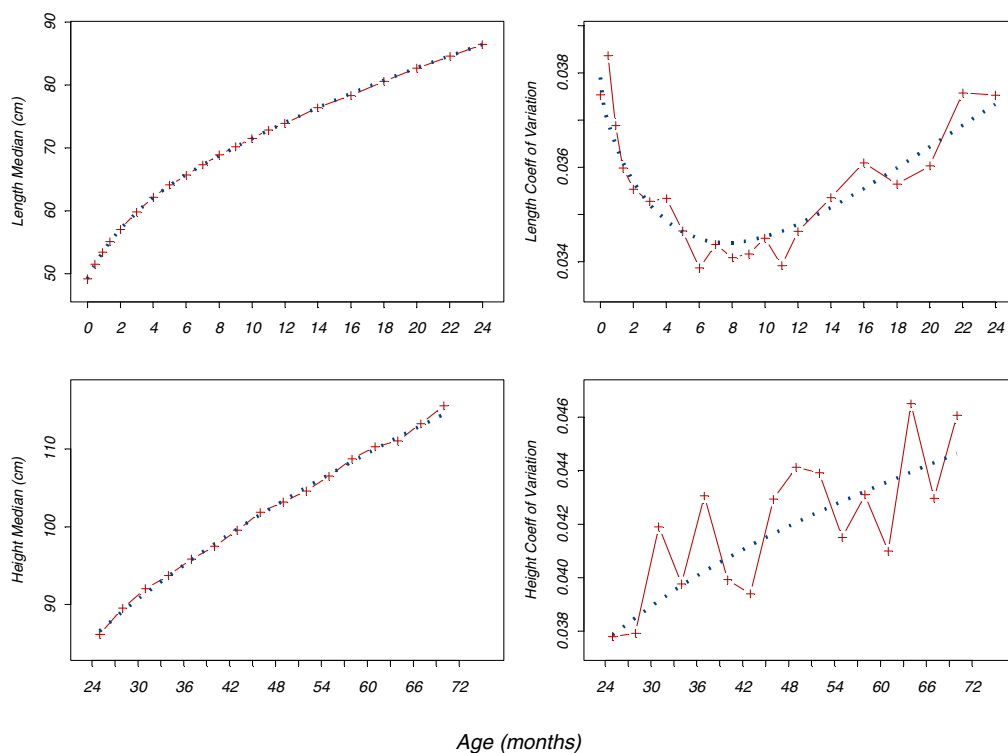 90
80
70
60
50
Length Median (cm)
0 2 4 6 8 10 12 14 16 18 20 22 24
0.038
0.036
0.034
Length Coeff of Variation
0 2 4 6 8 10 12 14 16 18 20 22 24
110
100
90
Height Median (cm)
24 30 36 42 48 54 60 66 72
0.046
0.044
0.042
0.040
0.038
Height Coeff of Variation
24 30 36 42 48 54 60 66 72
Age (months)